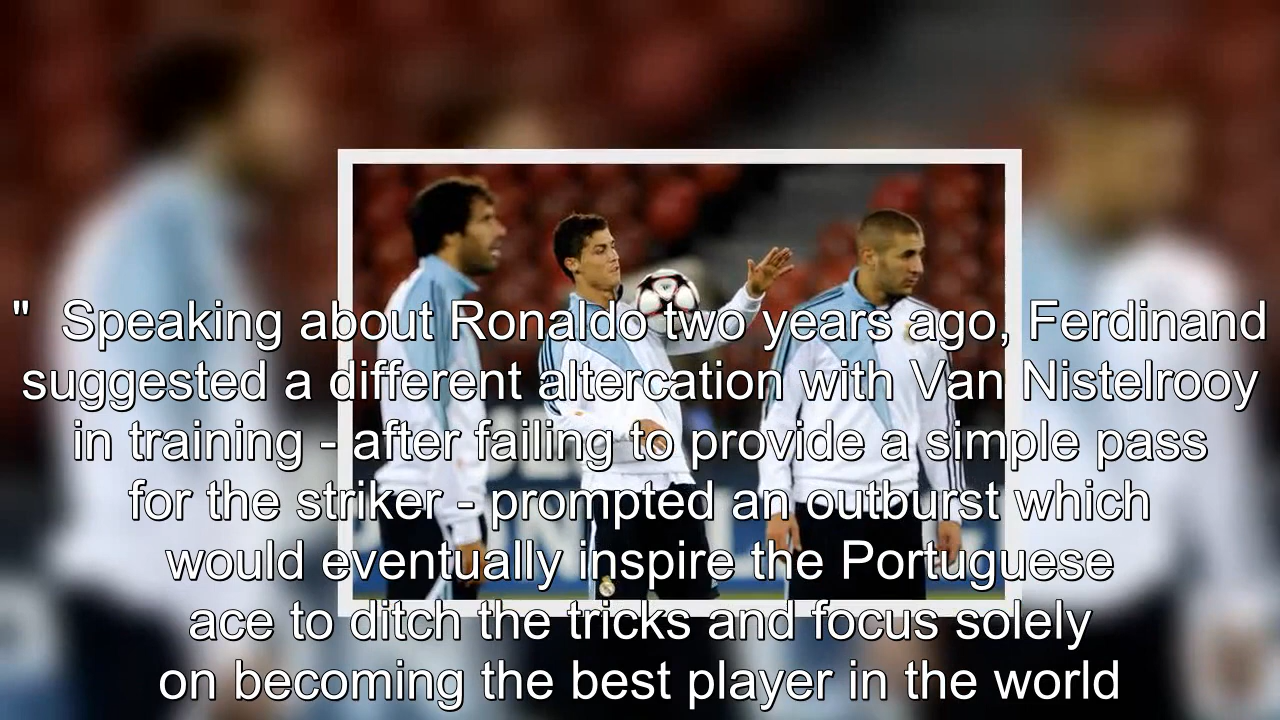 "  Speaking about Ronaldo two years ago, Ferdinand
suggested a different altercation with Van Nistelrooy
in training - after failing to provide a simple pass
for the striker - prompted an outburst which
would eventually inspire the Portuguese
ace to ditch the tricks and focus solely
on becoming the best player in the world